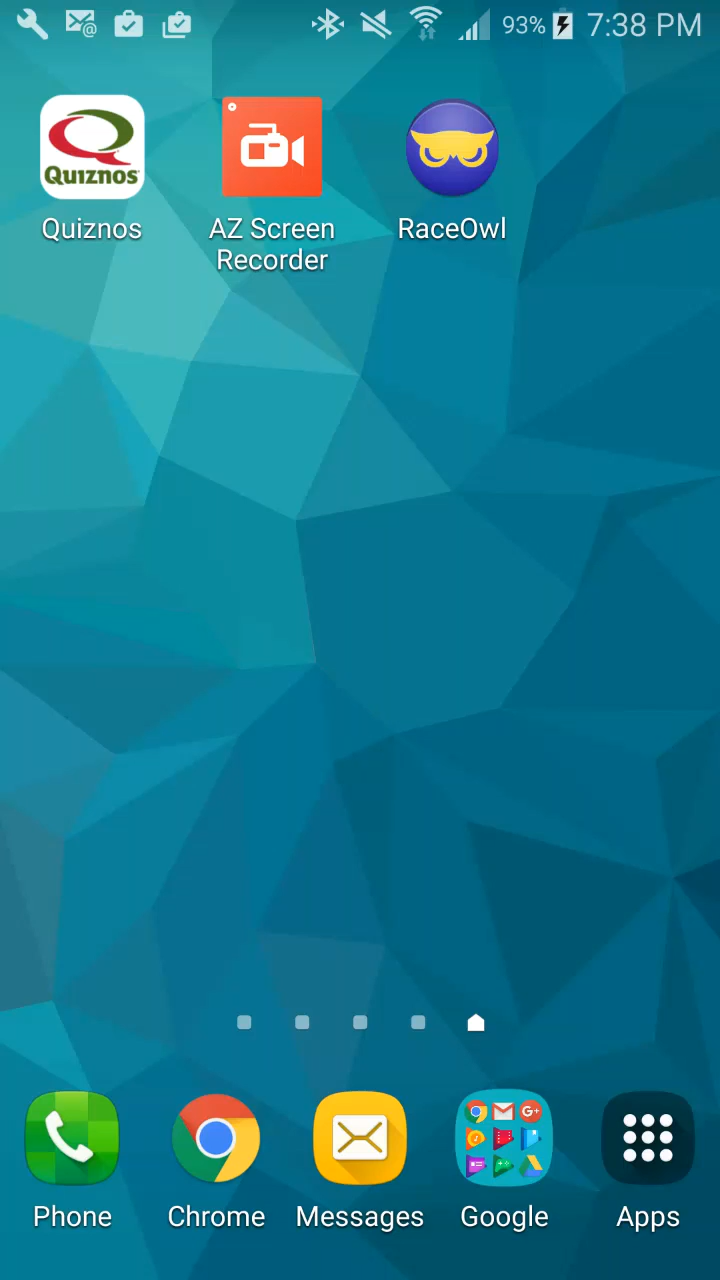 93% 7:38 PM
QUIZNOS
Quiznos
AZ Screen
Recorder
RaceOwl
G+
Phone
Chrome
Messages
Google
Apps